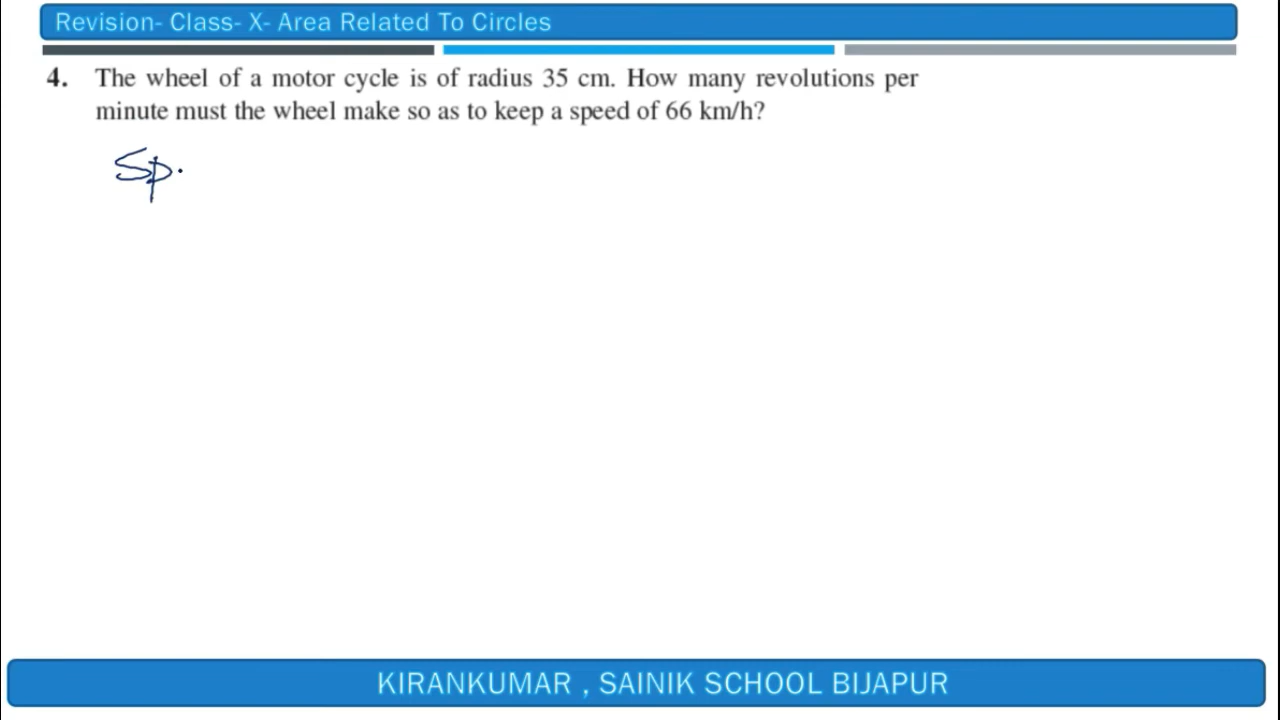 Revision- Class- X- Area Related To Circles
4. The wheel of a motor cycle is of radius 35 cm. How many revolutions per
minute must the wheel make so as to keep a speed of 66 km/h?
Sp.
KIRANKUMAR , SAINIK SCHOOL BIJAPUR